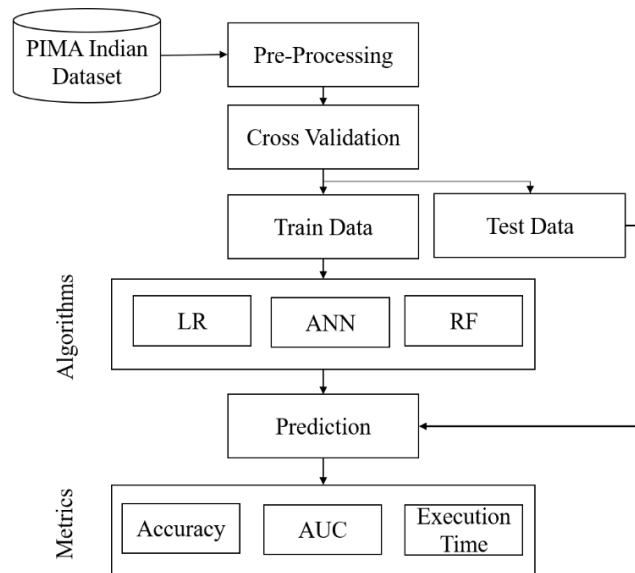 PIMA Indian
Dataset
Pre-Processing
Cross Validation
Train Data
Test Data
Algorithms
LR
ANN
RF
Prediction
Metrics
Accuracy
AUC
Execution
Time